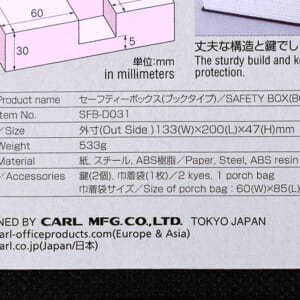 60
30
5
単位:mm
in millimeters
丈夫な構造と鍵でし
The sturdy build and ke
protection.
Product name セーフティーボックス(ブックタイプ)/SAFETY BOX(BO
Item No. SFB-D031
/Size 外寸(Out Side )133(W)×200(L)×47(H)mm
Weight 533g
Material 紙, スチール, ABS樹脂/Paper, Steel, ABS resin
/Accessories 鍵(2個), 巾着袋(1枚)/2 kyes, 1 porch bag
巾着袋サイズ/Size of porch bag : 60(W)×85(L)
NED BY CARL MFG.CO.,LTD. TOKYO JAPAN
arl-officeproducts.com(Europe & Asia)
arl.co.jp(Japan/日本)